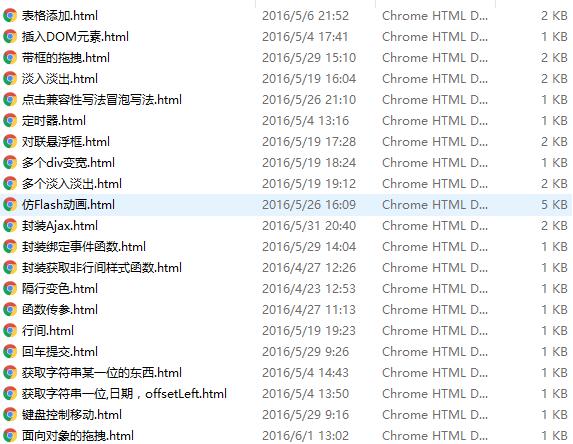 表格添加.html 2016/5/6 21:52 Chrome HTML D... 2 KB
插入DOM元素.html 2016/5/4 17:41 Chrome HTML D... 1 KB
带框的拖拽.html 2016/5/29 15:10 Chrome HTML D... 2 KB
淡入淡出.html 2016/5/19 16:04 Chrome HTML D... 2 KB
点击兼容性写法冒泡写法.html 2016/5/26 21:10 Chrome HTML D... 1 KB
定时器.html 2016/5/4 13:16 Chrome HTML D... 1 KB
对联悬浮框.html 2016/5/19 17:28 Chrome HTML D... 2 KB
多个div变宽.html 2016/5/19 18:24 Chrome HTML D... 1 KB
多个淡入淡出.html 2016/5/19 19:12 Chrome HTML D... 2 KB
仿Flash动画.html 2016/5/26 16:09 Chrome HTML D... 5 KB
封装Ajax.html 2016/5/31 20:40 Chrome HTML D... 2 KB
封装绑定事件函数.html 2016/5/29 14:04 Chrome HTML D... 1 KB
封装获取非行间样式函数.html 2016/4/27 12:26 Chrome HTML D... 1 KB
隔行变色.html 2016/4/23 12:53 Chrome HTML D... 1 KB
函数传参.html 2016/4/27 11:13 Chrome HTML D... 1 KB
行间.html 2016/5/19 19:23 Chrome HTML D... 1 KB
回车提交.html 2016/5/29 9:26 Chrome HTML D... 1 KB
获取字符串某一位的东西.html 2016/5/4 14:43 Chrome HTML D... 1 KB
获取字符串一位,日期，offsetLeft.html 2016/5/4 13:50 Chrome HTML D... 1 KB
键盘控制移动.html 2016/5/29 9:16 Chrome HTML D... 1 KB
面向对象的拖拽.html 2016/6/1 13:02 Chrome HTML D... 1 KB